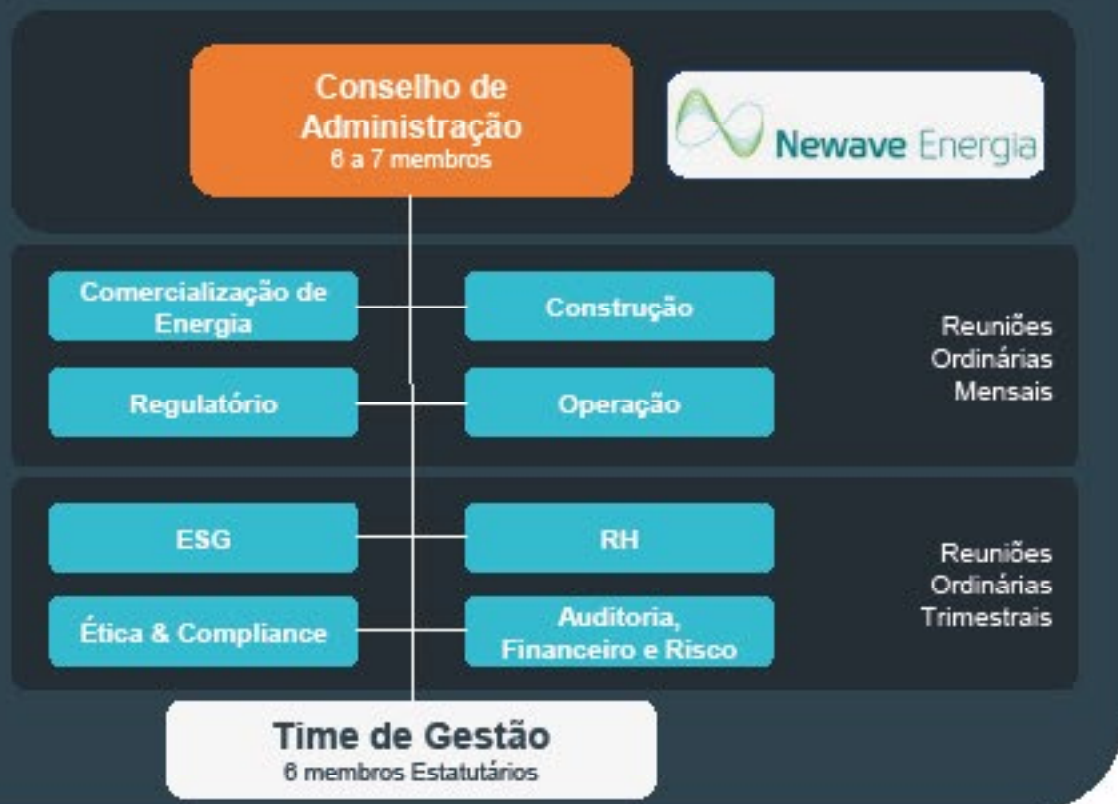 Conselho de
Administração
6 a 7 membros
Newave Energia
Comercialização de
Energia
Construção
Regulatório
Operação
Reuniões
Ordinárias
Mensais
ESG
RH
Ética & Compliance
Auditoria,
Financeiro e Risco
Reuniões
Ordinárias
Trimestrais
Time de Gestão
6 membros Estatutários